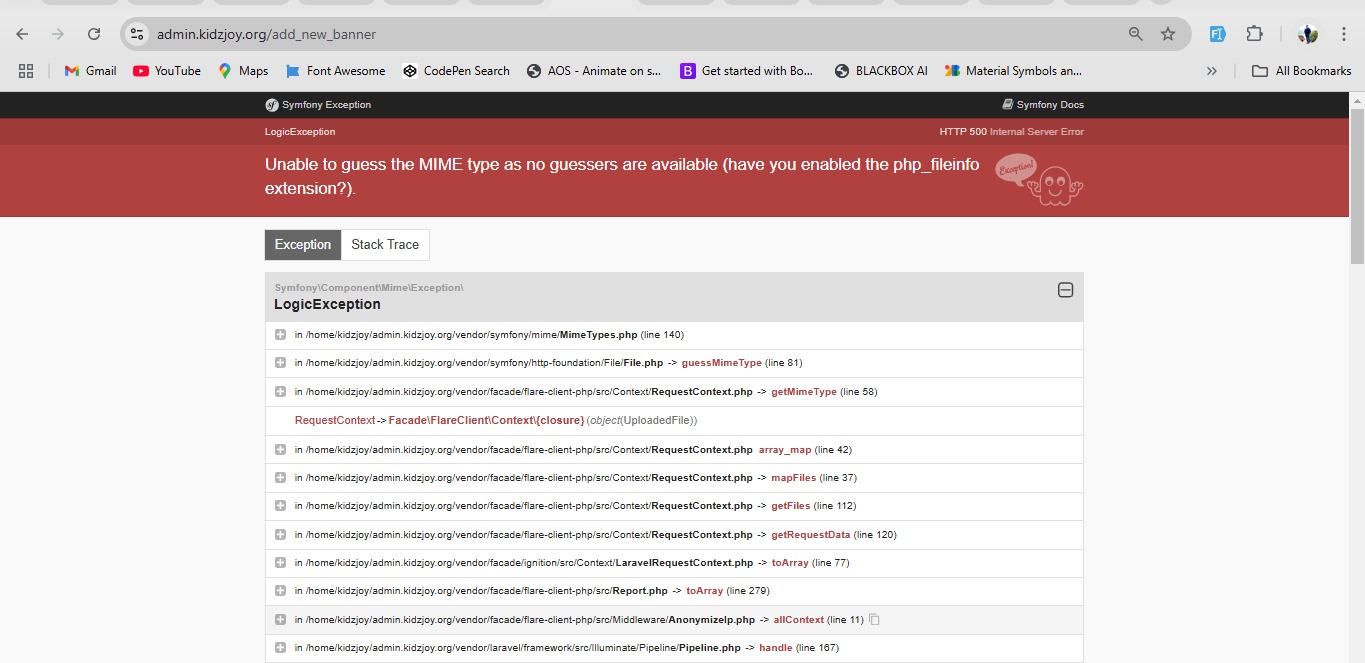 admin.kidzjoy.org/add_new_banner
Gmail YouTube Maps Font Awesome CodePen Search AOS - Animate on s... B Get started with Bo... BLACKBOX AI Material Symbols an... » All Bookmarks
sf Symfony Exception Symfony Docs
LogicException HTTP 500 Internal Server Error
Unable to guess the MIME type as no guessers are available (have you enabled the php_fileinfo
extension?).
Exception!
Exception Stack Trace
Symfony\Component\Mime\Exception\
LogicException
in /home/kidzjoy/admin.kidzjoy.org/vendor/symfony/mime/MimeTypes.php (line 140)
in /home/kidzjoy/admin.kidzjoy.org/vendor/symfony/http-foundation/File/File.php -> guessMimeType (line 81)
in /home/kidzjoy/admin.kidzjoy.org/vendor/facade/flare-client-php/src/Context/RequestContext.php -> getMimeType (line 58)
RequestContext->Facade\FlareClient\Context\{closure}(object(UploadedFile))
in /home/kidzjoy/admin.kidzjoy.org/vendor/facade/flare-client-php/src/Context/RequestContext.php array_map (line 42)
in /home/kidzjoy/admin.kidzjoy.org/vendor/facade/flare-client-php/src/Context/RequestContext.php -> mapFiles (line 37)
in /home/kidzjoy/admin.kidzjoy.org/vendor/facade/flare-client-php/src/Context/RequestContext.php -> getFiles (line 112)
in /home/kidzjoy/admin.kidzjoy.org/vendor/facade/flare-client-php/src/Context/RequestContext.php -> getRequestData (line 120)
in /home/kidzjoy/admin.kidzjoy.org/vendor/facade/ignition/src/Context/LaravelRequestContext.php -> toArray (line 77)
in /home/kidzjoy/admin.kidzjoy.org/vendor/facade/flare-client-php/src/Report.php -> toArray (line 279)
in /home/kidzjoy/admin.kidzjoy.org/vendor/facade/flare-client-php/src/Middleware/AnonymizeIp.php -> allContext (line 11)
in /home/kidzjoy/admin.kidzjoy.org/vendor/laravel/framework/src/Illuminate/Pipeline/Pipeline.php -> handle (line 167)